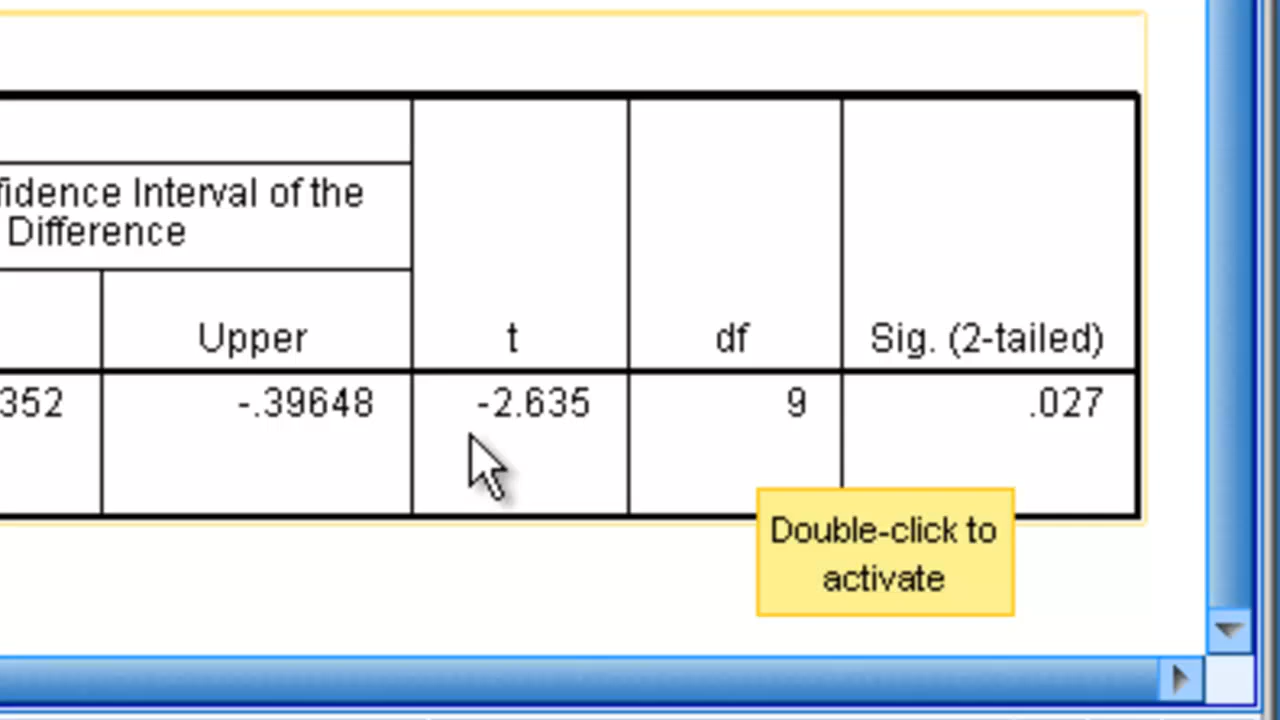 fidence Interval of the
Difference
Upper t df Sig. (2-tailed)
352 -.39648 -2.635 9 .027
Double-click to
activate